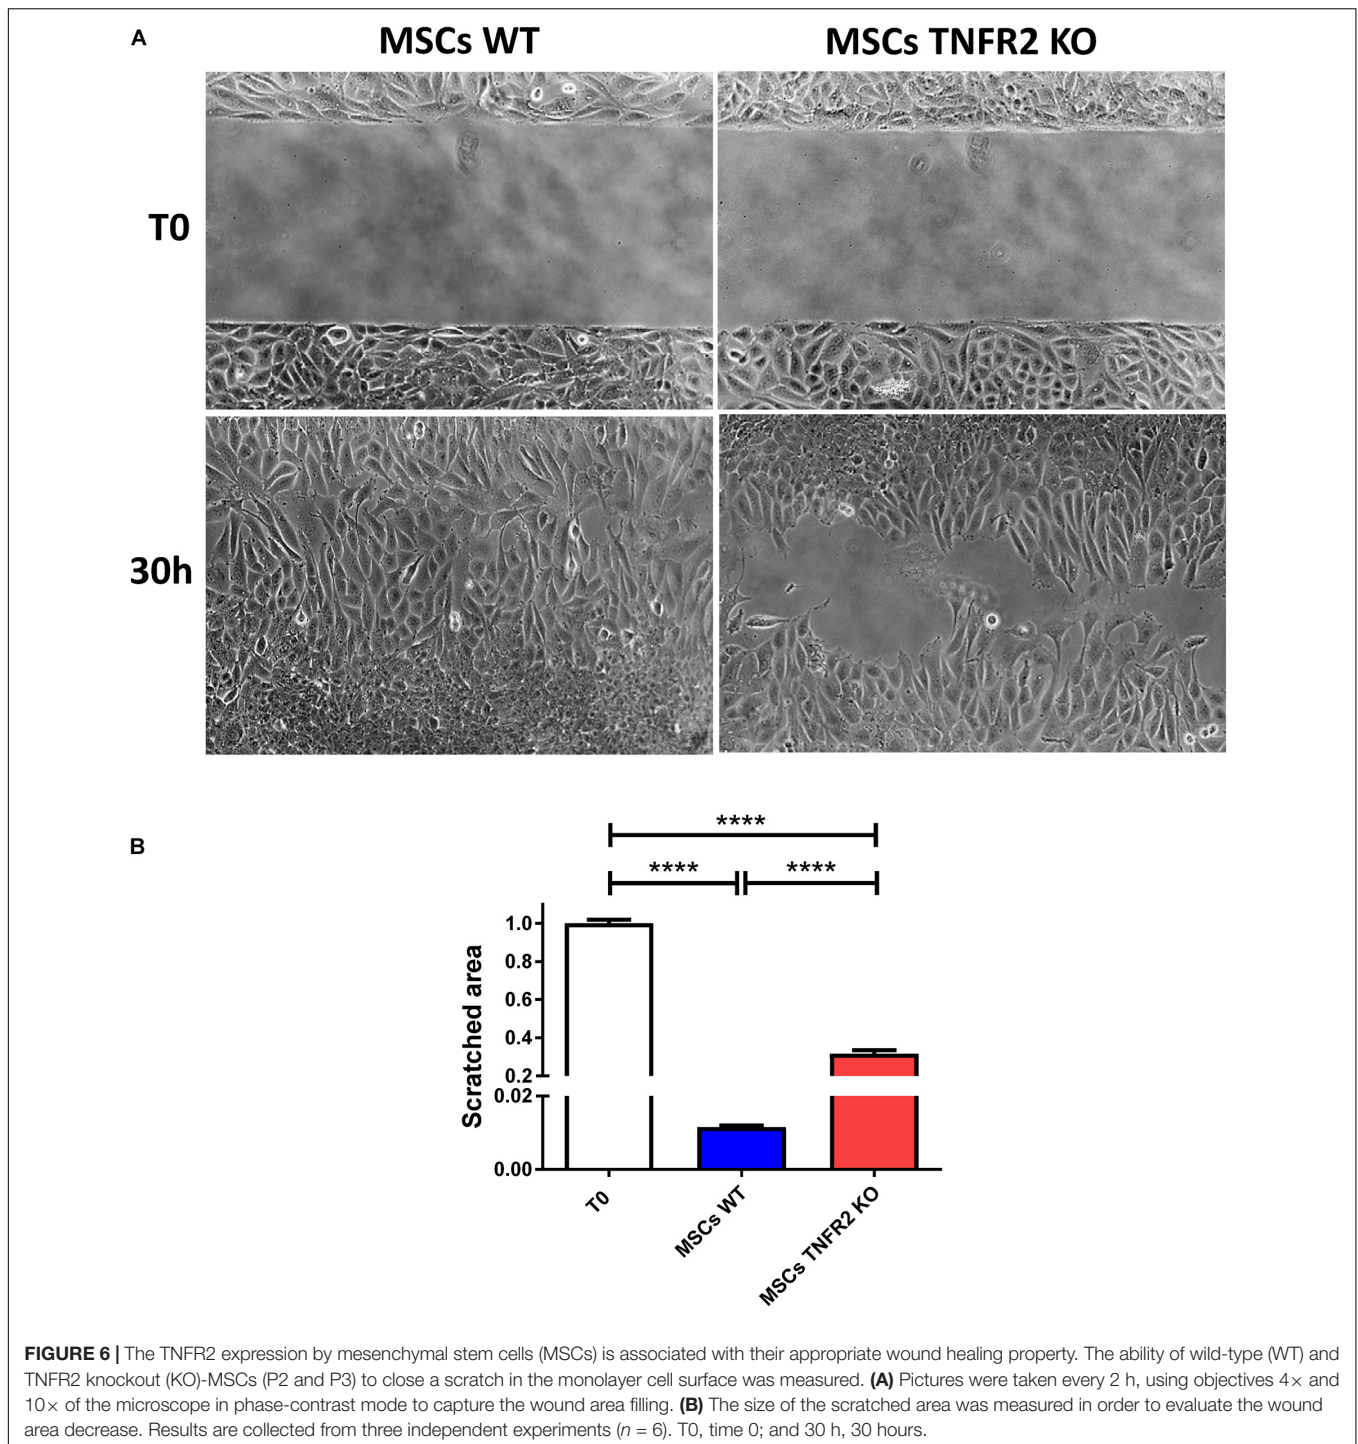 A
MSCs WT
MSCs TNFR2 KO
T0
30h
B
****
****
****
Scratched area
1.0
0.8
0.6
0.4
0.2
0.02
0.00
T0
MSCs WT
MSCs TNFR2 KO
FIGURE 6 | The TNFR2 expression by mesenchymal stem cells (MSCs) is associated with their appropriate wound healing property. The ability of wild-type (WT) and
TNFR2 knockout (KO)-MSCs (P2 and P3) to close a scratch in the monolayer cell surface was measured. (A) Pictures were taken every 2 h, using objectives 4× and
10× of the microscope in phase-contrast mode to capture the wound area filling. (B) The size of the scratched area was measured in order to evaluate the wound
area decrease. Results are collected from three independent experiments (n = 6). T0, time 0; and 30 h, 30 hours.